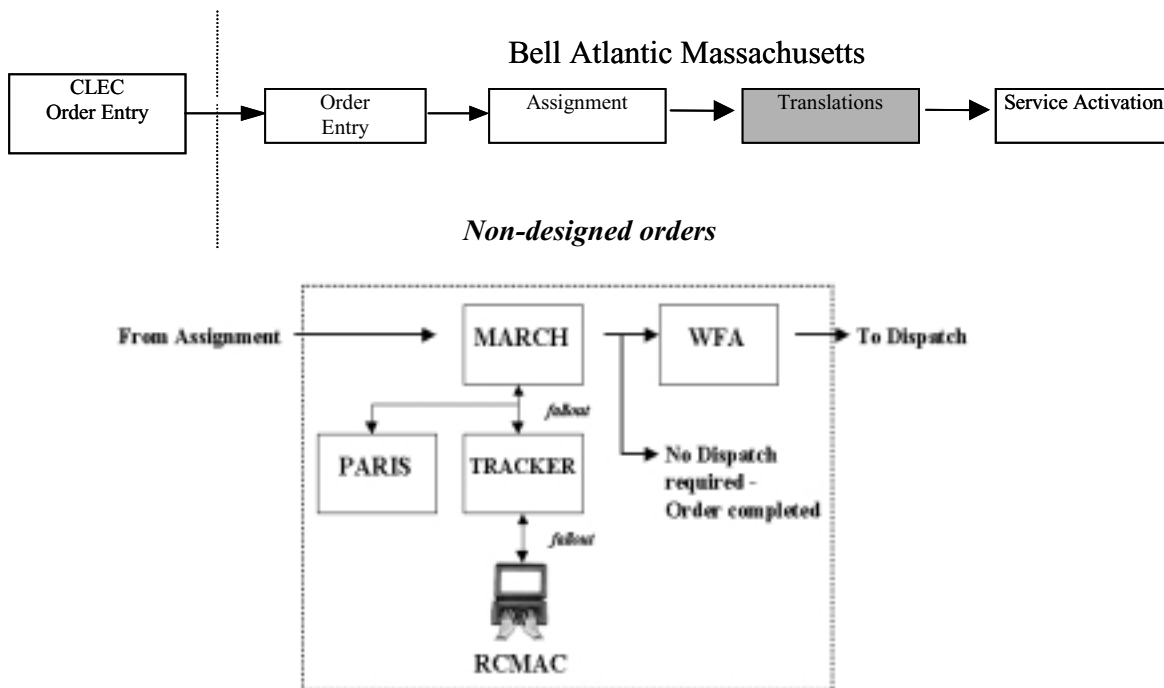 Bell Atlantic Massachusetts
CLEC
Order Entry
Order
Entry
Assignment
Translations
Service Activation
Non-designed orders
From Assignment
MARCH
WFA
To Dispatch
fallout
PARIS
TRACKER
No Dispatch
required -
Order completed
fallout
RCMAC